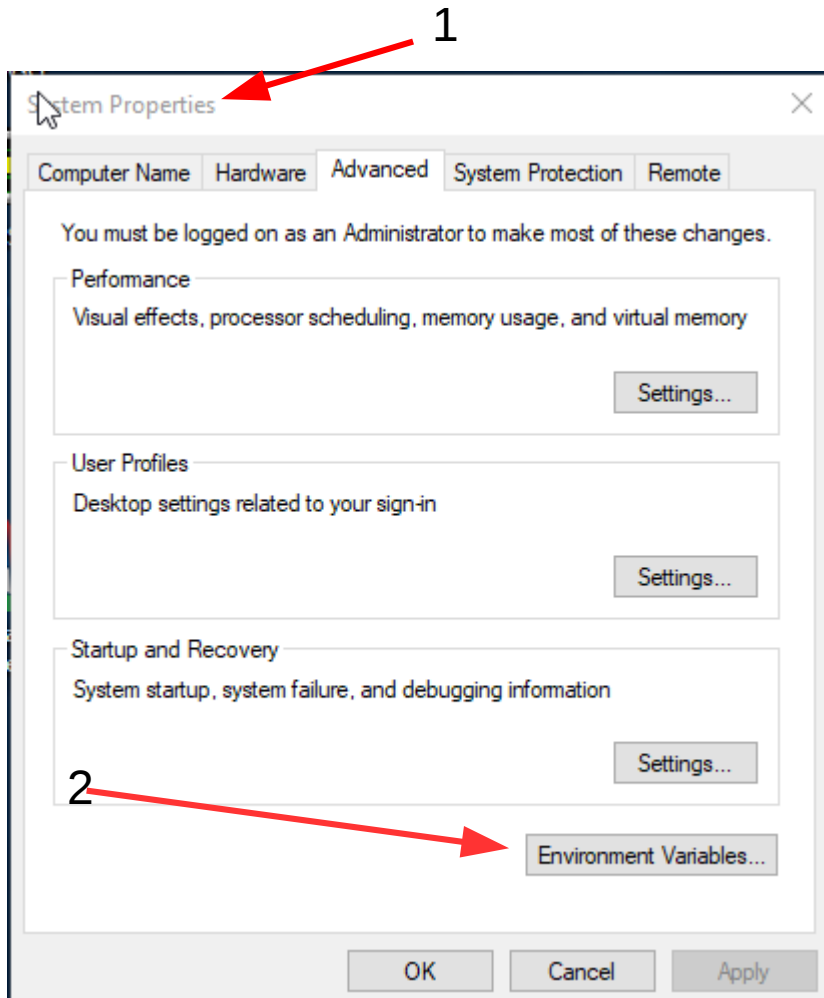 1
System Properties
Computer Name Hardware Advanced System Protection Remote
You must be logged on as an Administrator to make most of these changes.
Performance
Visual effects, processor scheduling, memory usage, and virtual memory
Settings...
User Profiles
Desktop settings related to your sign-in
Settings...
Startup and Recovery
System startup, system failure, and debugging information
Settings...
2
Environment Variables...
OK Cancel Apply